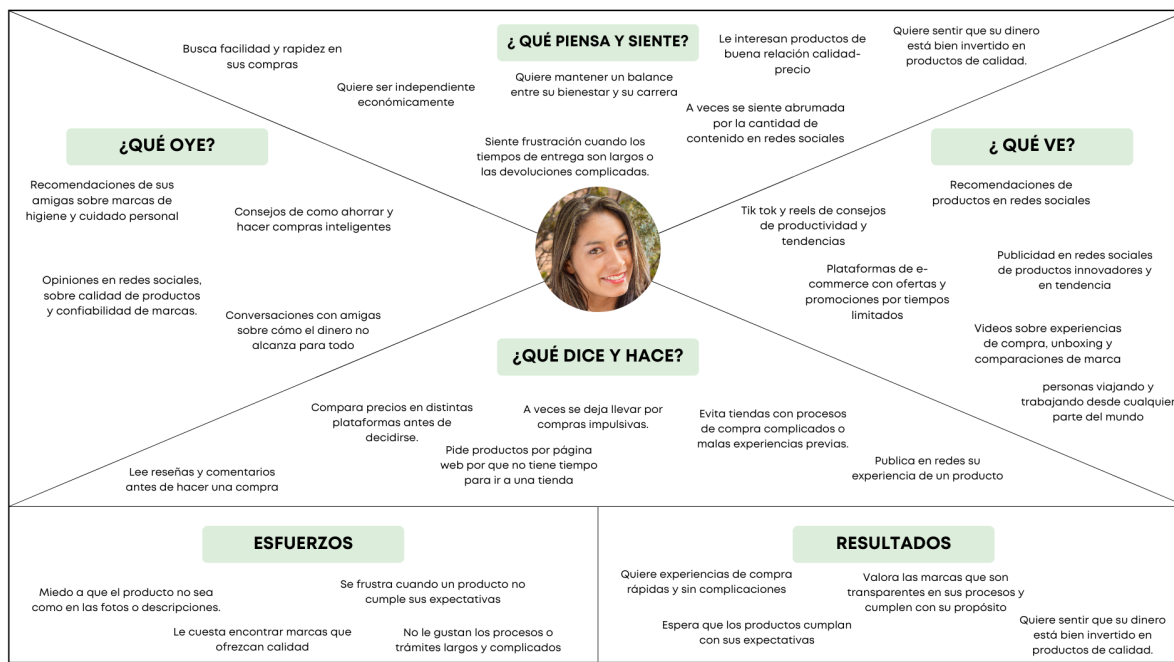 ¿ QUÉ PIENSA Y SIENTE?
Busca facilidad y rapidez en
sus compras
Quiere ser independiente
económicamente
Quiere mantener un balance
entre su bienestar y su carrera
Siente frustración cuando los
tiempos de entrega son largos o
las devoluciones complicadas.
Le interesan productos de
buena relación calidad-
precio
A veces se siente abrumada
por la cantidad de
contenido en redes sociales
Quiere sentir que su dinero
está bien invertido en
productos de calidad.
¿QUÉ OYE?
Recomendaciones de sus
amigas sobre marcas de
higiene y cuidado personal
Consejos de como ahorrar y
hacer compras inteligentes
Opiniones en redes sociales,
sobre calidad de productos
y confiabilidad de marcas.
Conversaciones con amigas
sobre cómo el dinero no
alcanza para todo
¿ QUÉ VE?
Recomendaciones de
productos en redes sociales
Tik tok y reels de consejos
de productividad y
tendencias
Publicidad en redes sociales
de productos innovadores y
en tendencia
Plataformas de e-
commerce con ofertas y
promociones por tiempos
limitados
Videos sobre experiencias
de compra, unboxing y
comparaciones de marca
personas viajando y
trabajando desde cualquier
parte del mundo
¿QUÉ DICE Y HACE?
Compara precios en distintas
plataformas antes de
decidirse.
A veces se deja llevar por
compras impulsivas.
Evita tiendas con procesos
de compra complicados o
malas experiencias previas.
Lee reseñas y comentarios
antes de hacer una compra
Pide productos por página
web por que no tiene tiempo
para ir a una tienda
Publica en redes su
experiencia de un producto
ESFUERZOS
Miedo a que el producto no sea
como en las fotos o descripciones.
Se frustra cuando un producto no
cumple sus expectativas
Le cuesta encontrar marcas que
ofrezcan calidad
No le gustan los procesos o
trámites largos y complicados
RESULTADOS
Quiere experiencias de compra
rápidas y sin complicaciones
Valora las marcas que son
transparentes en sus procesos y
cumplen con su propósito
Espera que los productos cumplan
con sus expectativas
Quiere sentir que su dinero
está bien invertido en
productos de calidad.